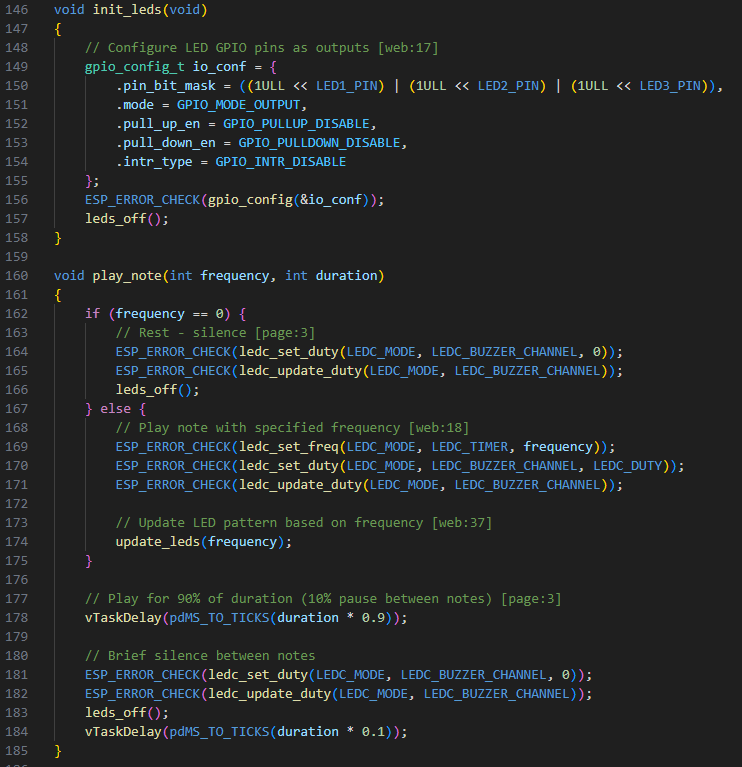 146 void init_leds(void)
147 {
148     // Configure LED GPIO pins as outputs [web:17]
149     gpio_config_t io_conf = {
150         .pin_bit_mask = ((1ULL << LED1_PIN) | (1ULL << LED2_PIN) | (1ULL << LED3_PIN)),
151         .mode = GPIO_MODE_OUTPUT,
152         .pull_up_en = GPIO_PULLUP_DISABLE,
153         .pull_down_en = GPIO_PULLDOWN_DISABLE,
154         .intr_type = GPIO_INTR_DISABLE
155     };
156     ESP_ERROR_CHECK(gpio_config(&io_conf));
157     leds_off();
158 }
159
160 void play_note(int frequency, int duration)
161 {
162     if (frequency == 0) {
163         // Rest - silence [page:3]
164         ESP_ERROR_CHECK(ledc_set_duty(LEDC_MODE, LEDC_BUZZER_CHANNEL, 0));
165         ESP_ERROR_CHECK(ledc_update_duty(LEDC_MODE, LEDC_BUZZER_CHANNEL));
166         leds_off();
167     } else {
168         // Play note with specified frequency [web:18]
169         ESP_ERROR_CHECK(ledc_set_freq(LEDC_MODE, LEDC_TIMER, frequency));
170         ESP_ERROR_CHECK(ledc_set_duty(LEDC_MODE, LEDC_BUZZER_CHANNEL, LEDC_DUTY));
171         ESP_ERROR_CHECK(ledc_update_duty(LEDC_MODE, LEDC_BUZZER_CHANNEL));
172
173         // Update LED pattern based on frequency [web:37]
174         update_leds(frequency);
175     }
176
177     // Play for 90% of duration (10% pause between notes) [page:3]
178     vTaskDelay(pdMS_TO_TICKS(duration * 0.9));
179
180     // Brief silence between notes
181     ESP_ERROR_CHECK(ledc_set_duty(LEDC_MODE, LEDC_BUZZER_CHANNEL, 0));
182     ESP_ERROR_CHECK(ledc_update_duty(LEDC_MODE, LEDC_BUZZER_CHANNEL));
183     leds_off();
184     vTaskDelay(pdMS_TO_TICKS(duration * 0.1));
185 }